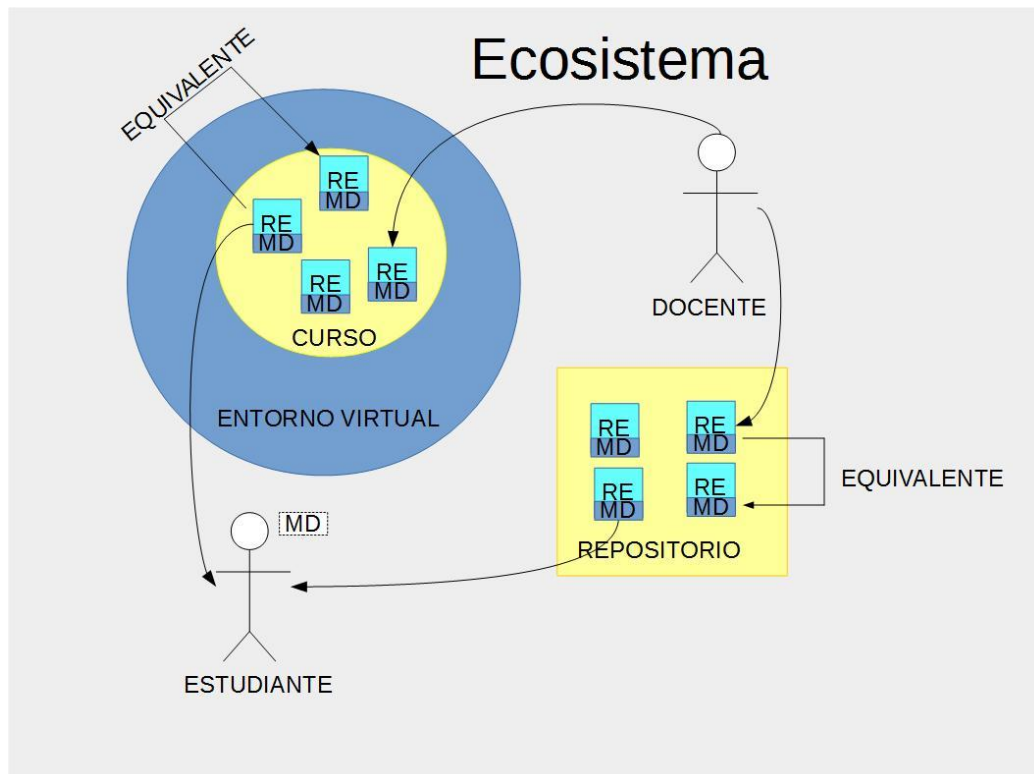 Ecosistema
EQUIVALENTE
RE
MD
RE
MD
RE
MD
RE
MD
CURSO
ENTORNO VIRTUAL
DOCENTE
RE
MD
RE
MD
RE
MD
RE
MD
EQUIVALENTE
REPOSITORIO
MD
ESTUDIANTE